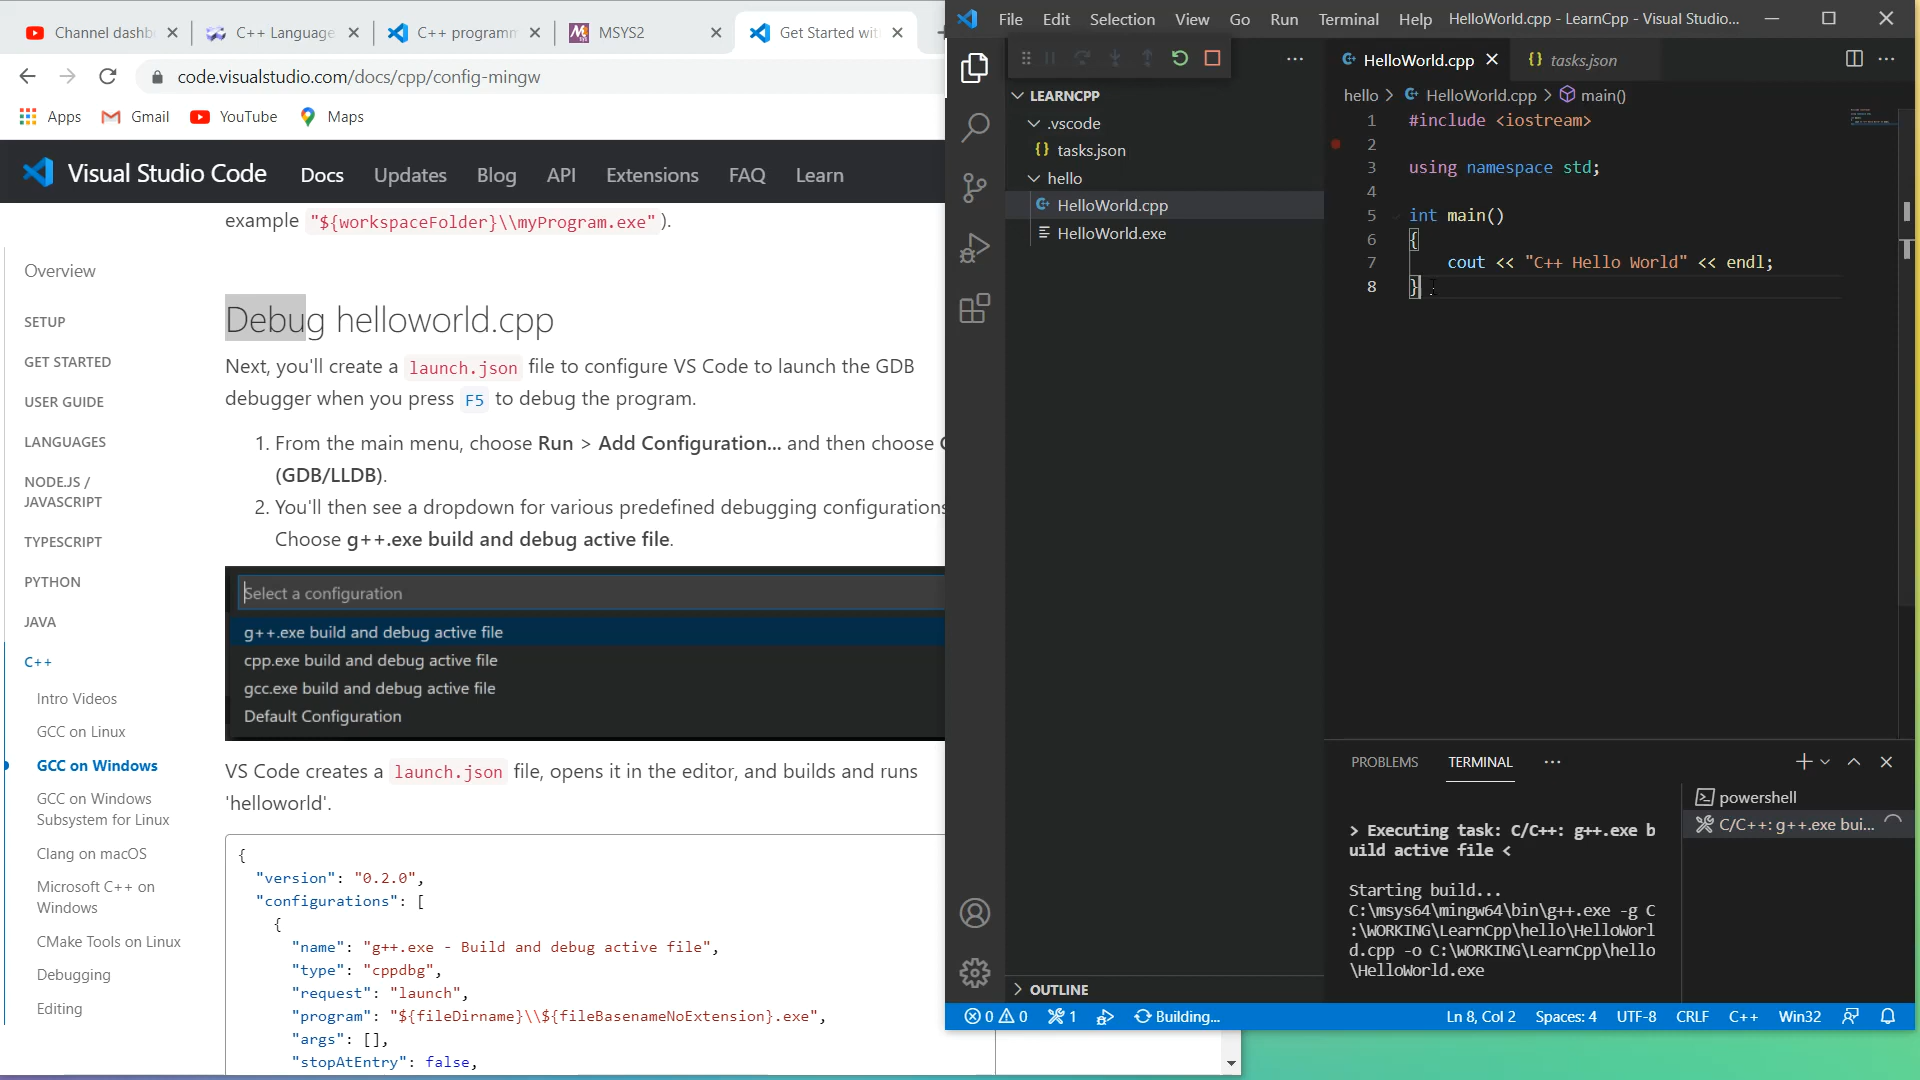 Channel dashb
C++ Language
C++ programm
MSYS2
Get Started wit
code.visualstudio.com/docs/cpp/config-mingw
Apps
Gmail
YouTube
Maps
Visual Studio Code
Docs
Updates
Blog
API
Extensions
FAQ
Learn
example "${workspaceFolder}\\myProgram.exe" ).
Overview
SETUP
GET STARTED
USER GUIDE
LANGUAGES
NODE.JS /
JAVASCRIPT
TYPESCRIPT
PYTHON
JAVA
C++
Intro Videos
GCC on Linux
GCC on Windows
GCC on Windows
Subsystem for Linux
Clang on macOS
Microsoft C++ on
Windows
CMake Tools on Linux
Debugging
Editing
Debug helloworld.cpp
Next, you'll create a launch.json file to configure VS Code to launch the GDB
debugger when you press F5 to debug the program.
1. From the main menu, choose Run > Add Configuration... and then choose
(GDB/LLDB).
2. You'll then see a dropdown for various predefined debugging configurations
Choose g++.exe build and debug active file.
Select a configuration
g++.exe build and debug active file
cpp.exe build and debug active file
gcc.exe build and debug active file
Default Configuration
VS Code creates a launch.json file, opens it in the editor, and builds and runs
'helloworld'.
{
"version": "0.2.0",
"configurations": [
{
"name": "g++.exe - Build and debug active file",
"type": "cppdbg",
"request": "launch",
"program": "${fileDirname}\\${fileBasenameNoExtension}.exe",
"args": [],
"stopAtEntry": false,
File
Edit
Selection
View
Go
Run
Terminal
Help
HelloWorld.cpp - LearnCpp - Visual Studio...
LEARNCPP
.vscode
{} tasks.json
hello
HelloWorld.cpp
HelloWorld.exe
OUTLINE
HelloWorld.cpp
{} tasks.json
hello > HelloWorld.cpp > main()
1 #include <iostream>
2
3 using namespace std;
4
5 int main()
6 {
7 cout << "C++ Hello World" << endl;
8 }
PROBLEMS
TERMINAL
> Executing task: C/C++: g++.exe b
uild active file <
Starting build...
C:\msys64\mingw64\bin\g++.exe -g C
:\WORKING\LearnCpp\hello\HelloWorl
d.cpp -o C:\WORKING\LearnCpp\hello
\HelloWorld.exe
powershell
C/C++: g++.exe bui...
0
0
1
Building...
Ln 8, Col 2
Spaces: 4
UTF-8
CRLF
C++
Win32